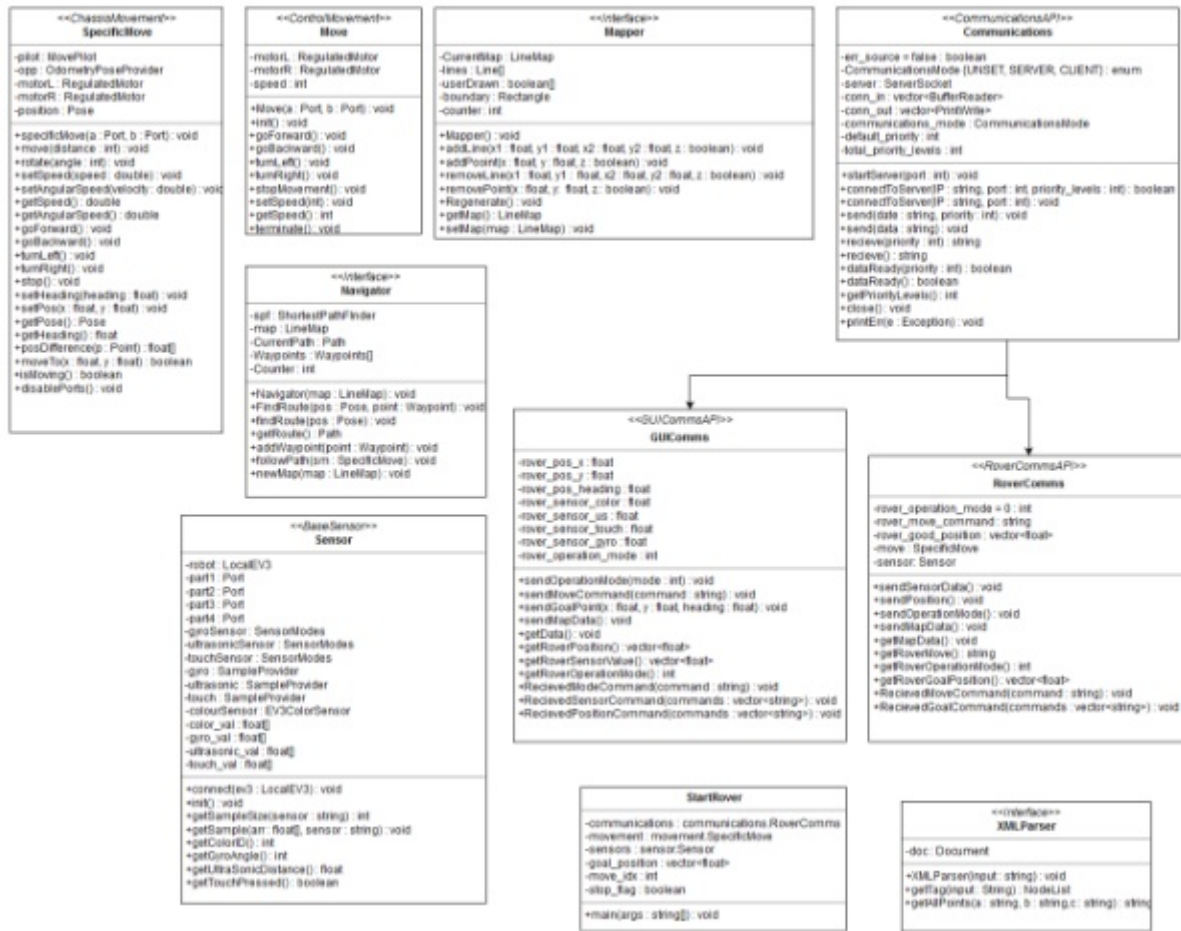 <<ChassisMovement>>
SpecificMove
-pilot : MovePilot
-opp : OdometryPoseProvider
-motorL : RegulatedMotor
-motorR : RegulatedMotor
-position : Pose
+specificMove(a : Port, b : Port) : void
+move(distance : int) : void
+rotate(angle : int) : void
+setSpeed(speed : double) : void
+setAngularSpeed(velocity : double) : void
+getSpeed() : double
+getAngularSpeed() : double
+goForward() : void
+goBackward() : void
+turnLeft() : void
+turnRight() : void
+stop() : void
+setHeading(heading : float) : void
+setPos(x : float, y : float) : void
+getPose() : Pose
+getHeading() : float
+posDifference(p : Point) : float[]
+moveTo(x : float, y : float) : boolean
+isMoving() : boolean
+disablePorts() : void
<<ControlMovement>>
Move
-motorL : RegulatedMotor
-motorR : RegulatedMotor
-speed : int
+Move(a : Port, b : Port) : void
+init() : void
+goForward() : void
+goBackward() : void
+turnLeft() : void
+turnRight() : void
+stopMovement() : void
+setSpeed(int) : void
+getSpeed() : int
+terminate() : void
<<Interface>>
Mapper
-CurrentMap : LineMap
-lines : Line[]
-userDrawn : boolean[]
-boundary : Rectangle
-counter : int
+Mapper() : void
+addLine(x1 : float, y1 : float, x2 : float, y2 : float, z : boolean) : void
+addPooint(x : float, y : float, z : boolean) : void
+removeLine(x1 : float, y1 : float, x2 : float, y2 : float, z : boolean) : void
+removePoint(x : float, y : float, z : boolean) : void
+Regenerate() : void
+getMap() : LineMap
+setMap(map : LineMap) : void
<<CommunicationsAPI>>
Communications
-err_source = false : boolean
-CommunicationsMode {UNSET, SERVER, CLIENT} : enum
-server : ServerSocket
-conn_in : vector<BufferReader>
-conn_out : vector<PrintWrite>
-communications_mode : CommunicationsMode
-default_priority : int
-total_priority_levels : int
+startServer(port : int) : void
+connectToServer(IP : string, port : int, priority_levels : int) : boolean
+connectToServer(IP : string, port : int) : void
+send(date : string, priority : int) : void
+send(data : string) : void
+recieve(priority : int) : string
+recieve() : string
+dataReady(priority : int) : boolean
+dataReady() : boolean
+getPriorityLevels() : int
+close() : void
+printErr(e : Exception) : void
<<Interface>>
Navigator
-spf : ShortestPathFinder
-map : LineMap
-CurrentPath : Path
-Waypoints : Waypoints[]
-Counter : int
+Navigator(map : LineMap) : void
+FindRoute(pos : Pose, point : Waypoint) : void
+findRoute(pos : Pose) : void
+getRoute() : Path
+addWaypoint(point : Waypoint) : void
+followPath(sm : SpecificMove) : void
+newMap(map : LineMap) : void
<<GUICommsAPI>>
GUIComms
-rover_pos_x : float
-rover_pos_y : float
-rover_pos_heading : float
-rover_sensor_color : float
-rover_sensor_us : float
-rover_sensor_touch : float
-rover_sensor_gyro : float
-rover_operation_mode : int
+sendOperationMode(mode : int) : void
+sendMoveCommand(command : string) : void
+sendGoalPoint(x : float, y : float, heading : float) : void
+sendMapData() : void
+getData() : void
+getRoverPosition() : vector<float>
+getRoverSensorValue() : vector<float>
+getRoverOperationMode() : int
+RecievedModeCommand(command : string) : void
+RecievedSensorCommand(commands : vector<string>) : void
+RecievedPositionCommand(commands : vector<string>) : void
<<RoverCommsAPI>>
RoverComms
-rover_operation_mode = 0 : int
-rover_move_command : string
-rover_good_position : vector<float>
-move : SpecificMove
-sensor: Sensor
+sendSensorData() : void
+sendPosition() : void
+sendOperationMode() : void
+sendMapData() : void
+getMapData() : void
+getRoverMove() : string
+getRoverOperationMode() : int
+getRoverGoalPosition() : vector<float>
+RecievedMoveCommand(command : string) : void
+RecievedGoalCommand(commands : vector<string>) : void
<<BaseSensor>>
Sensor
-robot : LocalEV3
-part1 : Port
-part2 : Port
-part3 : Port
-part4 : Port
-gyroSensor : SensorModes
-ultrasonicSensor : SensorModes
-touchSensor : SensorModes
-gyro : SampleProvider
-ultrasonic : SampleProvider
-touch : SampleProvider
-colourSensor : EV3ColorSensor
-color_val : float[]
-gyro_val : float[]
-ultrasonic_val : float[]
-touch_val : float[]
+connect(ev3 : LocalEV3) : void
+init() : void
+getSampleSize(sensor : string) : int
+getSample(arr : float[], sensor : string) : void
+getColorID() : int
+getGyroAngle() : int
+getUltraSonicDistance() : float
+getTouchPressed() : boolean
StartRover
-communications : communications.RoverComms
-movement : movement.SpecificMove
-sensors : sensor.Sensor
-goal_position : vector<float>
-move_idx : int
-stop_flag : boolean
+main(args : string[]) : void
<<Interface>>
XMLParser
-doc : Document
+XMLParser(input : string) : void
+getTag(input : String) : NodeList
+getAllPoints(a : string, b : string,c : string) : string